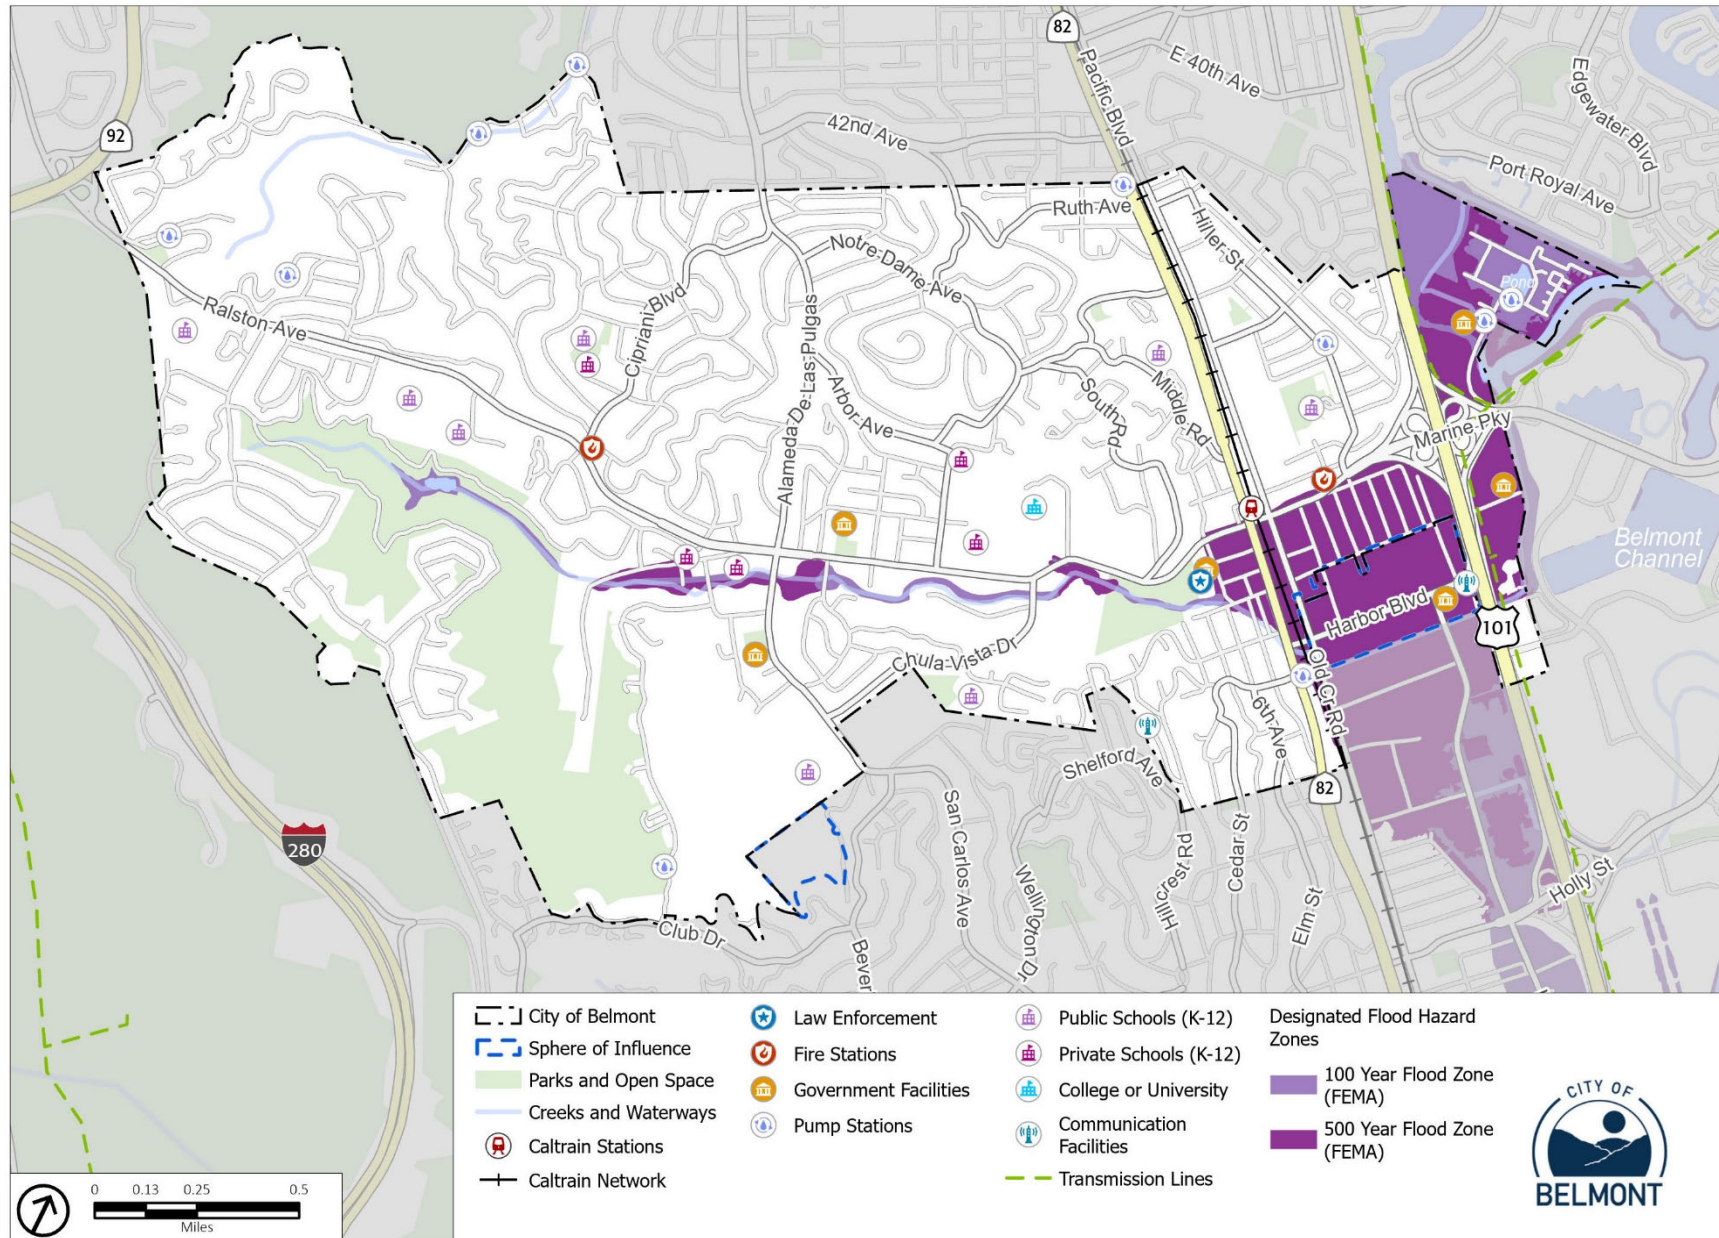 82
Pacific Blvd
E 40th Ave
Edgewater Blvd
92
42nd Ave
Port Royal Ave
Ruth Ave
Hiller St
Notre Dame Ave
Pond
Ralston Ave
Cipriani Blvd
Alameda De Las Pulgas
Arbor Ave
South Rd
Middle Rd
Marine Pky
Belmont
Channel
Harbor Blvd
101
Chula Vista Dr
Old Cr Rd
6th Ave
Shelford Ave
82
280
San Carlos Ave
Wellington Dr
Hillcrest Rd
Cedar St
Elm St
Holly St
Club Dr
Bever
City of Belmont
Sphere of Influence
Parks and Open Space
Creeks and Waterways
Caltrain Stations
Caltrain Network
Law Enforcement
Fire Stations
Government Facilities
Pump Stations
Public Schools (K-12)
Private Schools (K-12)
College or University
Communication
Facilities
Transmission Lines
Designated Flood Hazard
Zones
100 Year Flood Zone
(FEMA)
500 Year Flood Zone
(FEMA)
CITY OF
BELMONT
0 0.13 0.25 0.5
Miles